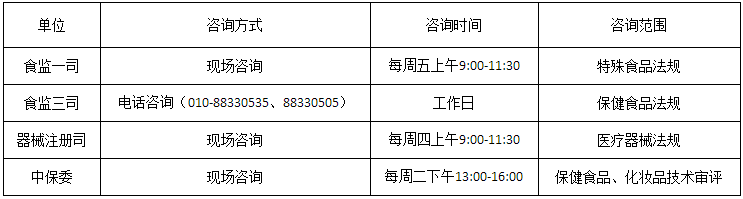 单位 咨询方式 咨询时间 咨询范围
食监一司 现场咨询 每周五上午9:00-11:30 特殊食品法规
食监三司 电话咨询（010-88330535、88330505） 工作日 保健食品法规
器械注册司 现场咨询 每周四上午9:00-11:30 医疗器械法规
中保委 现场咨询 每周二下午13:00-16:00 保健食品、化妆品技术审评